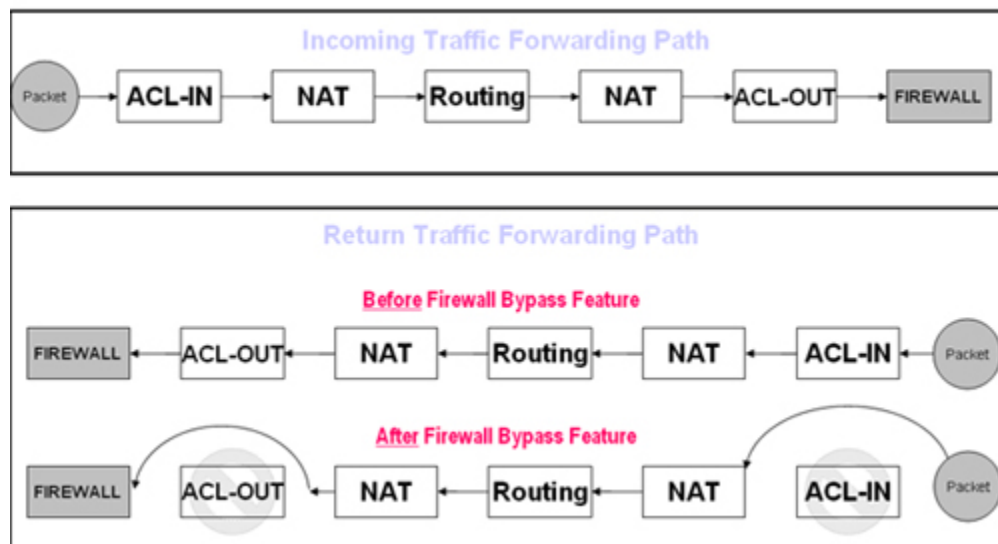 Incoming Traffic Forwarding Path
Packet ACL-IN NAT Routing NAT ACL-OUT FIREWALL
Return Traffic Forwarding Path
Before Firewall Bypass Feature
FIREWALL ACL-OUT NAT Routing NAT ACL-IN Packet
After Firewall Bypass Feature
FIREWALL ACL-OUT NAT Routing NAT ACL-IN Packet